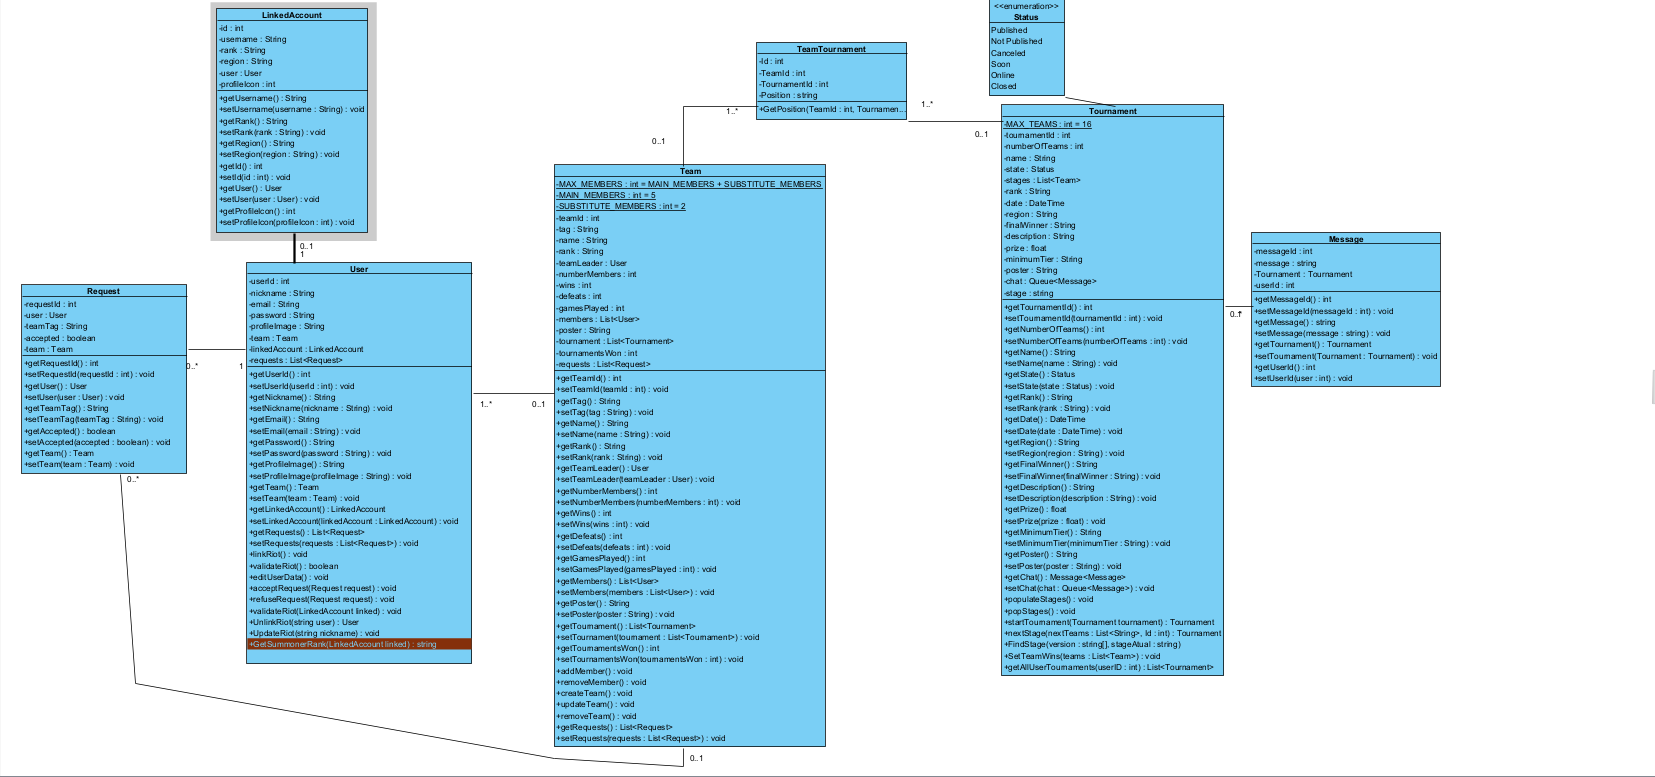 LinkedAccount
-id : int
-username : String
-rank : String
-region : String
-user : User
-profileIcon : int
+getUsername() : String
+setUsername(username : String) : void
+getRank() : String
+setRank(rank : String) : void
+getRegion() : String
+setRegion(region : String) : void
+getId() : int
+setId(id : int) : void
+getUser() : User
+setUser(user : User) : void
+getProfileIcon() : int
+setProfileIcon(profileIcon : int) : void
0..1
1
Request
-requestId : int
-user : User
-teamTag : String
-accepted : boolean
-team : Team
+getRequestId() : int
+setRequestId(requestId : int) : void
+getUser() : User
+setUser(user : User) : void
+getTeamTag() : String
+setTeamTag(teamTag : String) : void
+getAccepted() : boolean
+setAccepted(accepted : boolean) : void
+getTeam() : Team
+setTeam(team : Team) : void
0..*
1
0..*
User
-userId : int
-nickname : String
-email : String
-password : String
-profileImage : String
-team : Team
-linkedAccount : LinkedAccount
-requests : List<Request>
+getUserId() : int
+setUserId(userId : int) : void
+getNickname() : String
+setNickname(nickname : String) : void
+getEmail() : String
+setEmail(email : String) : void
+getPassword() : String
+setPassword(password : String) : void
+getProfileImage() : String
+setProfileImage(profileImage : String) : void
+getTeam() : Team
+setTeam(team : Team) : void
+getLinkedAccount() : LinkedAccount
+setLinkedAccount(linkedAccount : LinkedAccount) : void
+getRequests() : List<Request>
+setRequests(requests : List<Request>) : void
+linkRiot() : void
+validateRiot() : boolean
+editUserData() : void
+acceptRequest(Request request) : void
+refuseRequest(Request request) : void
+validateRiot(LinkedAccount linked) : void
+UnlinkRiot(string user) : User
+UpdateRiot(string nickname) : void
+GetSummonerRank(LinkedAccount linked) : string
1..*
0..1
Team
-MAX_MEMBERS : int = MAIN_MEMBERS + SUBSTITUTE_MEMBERS
-MAIN_MEMBERS : int = 5
-SUBSTITUTE_MEMBERS : int = 2
-teamId : int
-tag : String
-name : String
-rank : String
-teamLeader : User
-numberMembers : int
-wins : int
-defeats : int
-gamesPlayed : int
-members : List<User>
-poster : String
-tournament : List<Tournament>
-tournamentsWon : int
-requests : List<Request>
+getTeamId() : int
+setTeamId(teamId : int) : void
+getTag() : String
+setTag(tag : String) : void
+getName() : String
+setName(name : String) : void
+getRank() : String
+setRank(rank : String) : void
+getTeamLeader() : User
+setTeamLeader(teamLeader : User) : void
+getNumberMembers() : int
+setNumberMembers(numberMembers : int) : void
+getWins() : int
+setWins(wins : int) : void
+getDefeats() : int
+setDefeats(defeats : int) : void
+getGamesPlayed() : int
+setGamesPlayed(gamesPlayed : int) : void
+getMembers() : List<User>
+setMembers(members : List<User>) : void
+getPoster() : String
+setPoster(poster : String) : void
+getTournament() : List<Tournament>
+setTournament(tournament : List<Tournament>) : void
+getTournamentsWon() : int
+setTournamentsWon(tournamentsWon : int) : void
+addMember() : void
+removeMember() : void
+createTeam() : void
+updateTeam() : void
+removeTeam() : void
+getRequests() : List<Request>
+setRequests(requests : List<Request>) : void
0..1
0..1
1..*
TeamTournament
-Id : int
-TeamId : int
-TournamentId : int
-Position : string
+GetPosition(TeamId : int, Tournamen...
1..*
0..1
<<enumeration>>
Status
Published
Not Published
Canceled
Soon
Online
Closed
Tournament
-MAX_TEAMS : int = 16
-tournamentId : int
-numberOfTeams : int
-name : String
-state : Status
-stages : List<Team>
-rank : String
-date : DateTime
-region : String
-finalWinner : String
-description : String
-prize : float
-minimumTier : String
-poster : String
-chat : Queue<Message>
-stage : string
+getTournamentId() : int
+setTournamentId(tournamentId : int) : void
+getNumberOfTeams() : int
+setNumberOfTeams(numberOfTeams : int) : void
+getName() : String
+setName(name : String) : void
+getState() : Status
+setState(state : Status) : void
+getRank() : String
+setRank(rank : String) : void
+getDate() : DateTime
+setDate(date : DateTime) : void
+getRegion() : String
+setRegion(region : String) : void
+getFinalWinner() : String
+setFinalWinner(finalWinner : String) : void
+getDescription() : String
+setDescription(description : String) : void
+getPrize() : float
+setPrize(prize : float) : void
+getMinimumTier() : String
+setMinimumTier(minimumTier : String) : void
+getPoster() : String
+setPoster(poster : String) : void
+getChat() : Message<Message>
+setChat(chat : Queue<Message>) : void
+populateStages() : void
+popStages() : void
+startTournament(Tournament tournament) : Tournament
+nextStage(nextTeams : List<String>, Id : int) : Tournament
+FindStage(version : string[], stageAtual : string)
+SetTeamWins(teams : List<Team>) : void
+getAllUserTournaments(userID : int) : List<Tournament>
Message
-messageId : int
-message : string
-Tournament : Tournament
-userId : int
+getMessageId() : int
+setMessageId(messageId : int) : void
+getMessage() : string
+setMessage(message : string) : void
+getTournament() : Tournament
+setTournament(Tournament : Tournament) : void
+getUserId() : int
+setUserId(user : int) : void